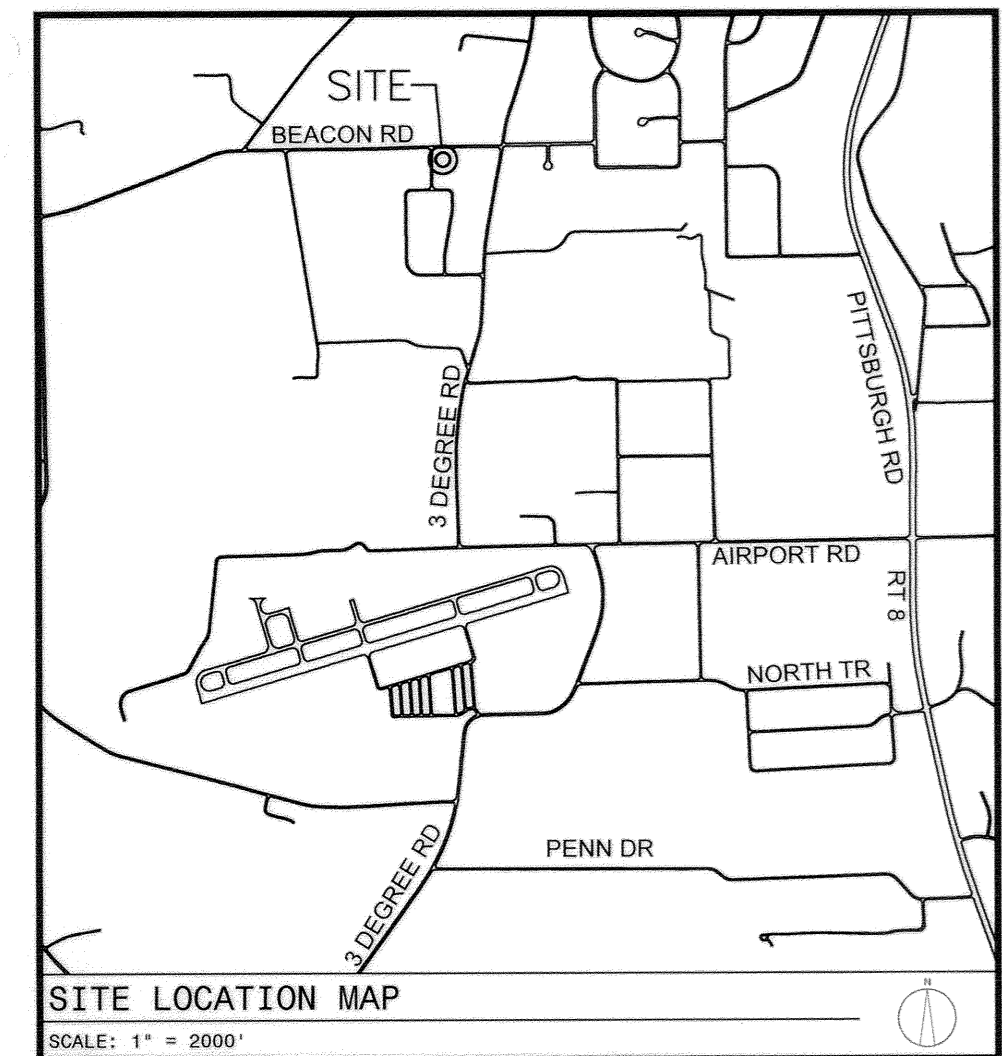 SITE
BEACON RD
PITTSBURGH RD
3 DEGREE RD
AIRPORT RD
RT 8
NORTH TR
PENN DR
3 DEGREE RD
SITE LOCATION MAP
N
SCALE: 1" = 2000'